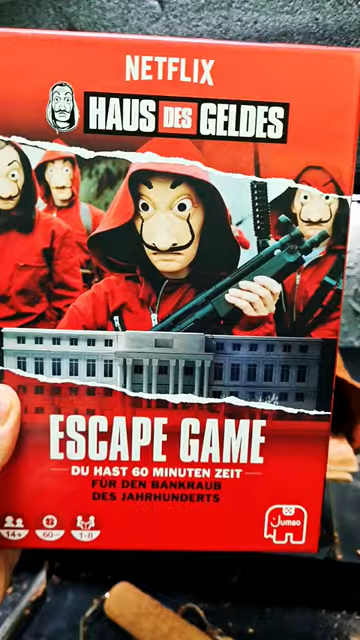 NETFLIX
HAUS DES GELDES
ESCAPE GAME
DU HAST 60 MINUTEN ZEIT
FÜR DEN BANKRAUB
DES JAHRHUNDERTS
14+ 60 1-8
Jumbo